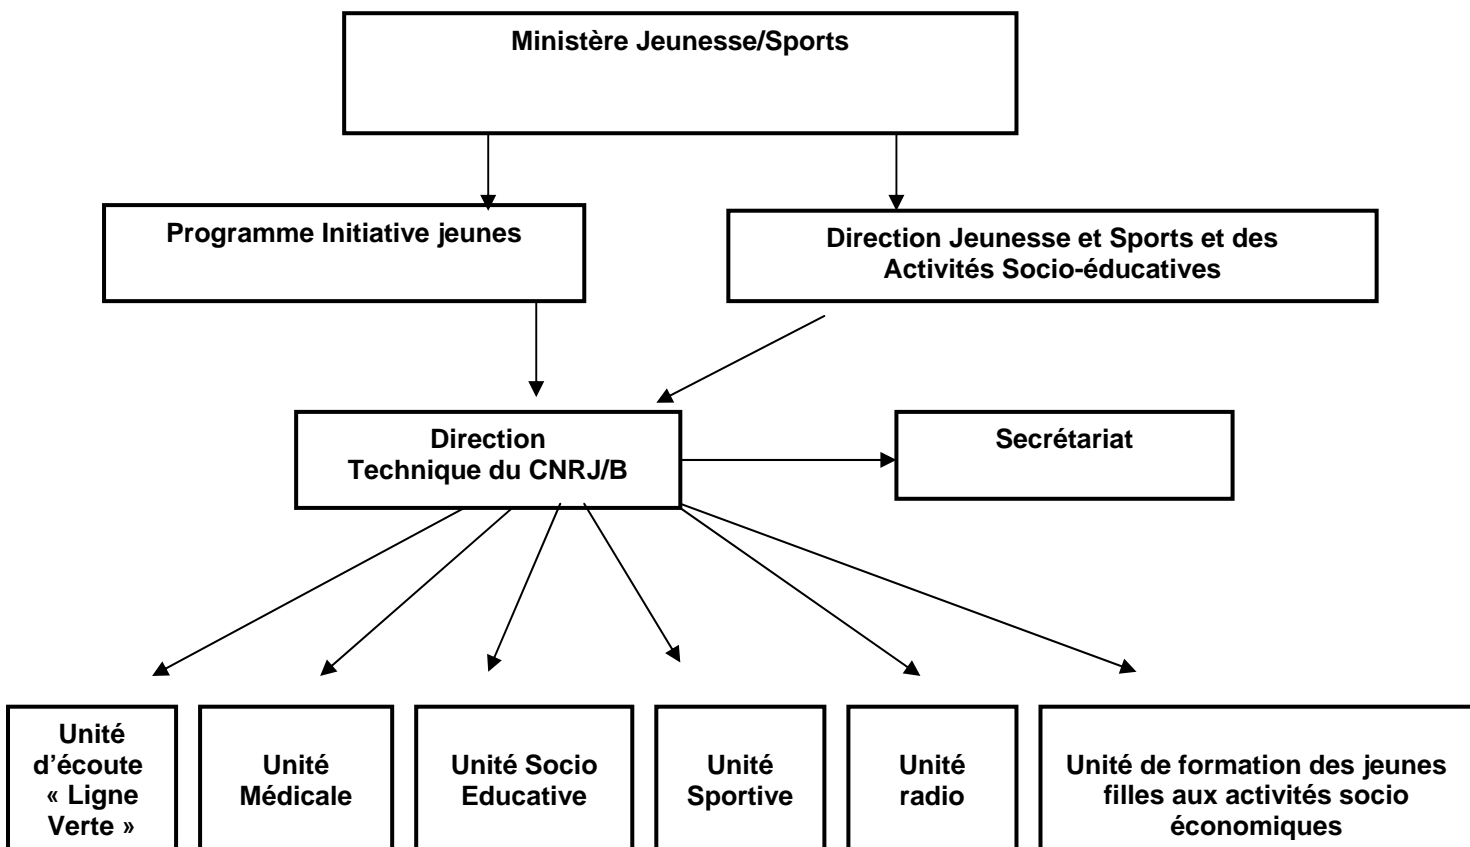 Ministère Jeunesse/Sports
Programme Initiative jeunes
Direction Jeunesse et Sports et des
Activités Socio-éducatives
Direction
Technique du CNRJ/B
Secrétariat
Unité
d’écoute
« Ligne
Verte »
Unité
Médicale
Unité Socio
Educative
Unité
Sportive
Unité
radio
Unité de formation des jeunes
filles aux activités socio
économiques